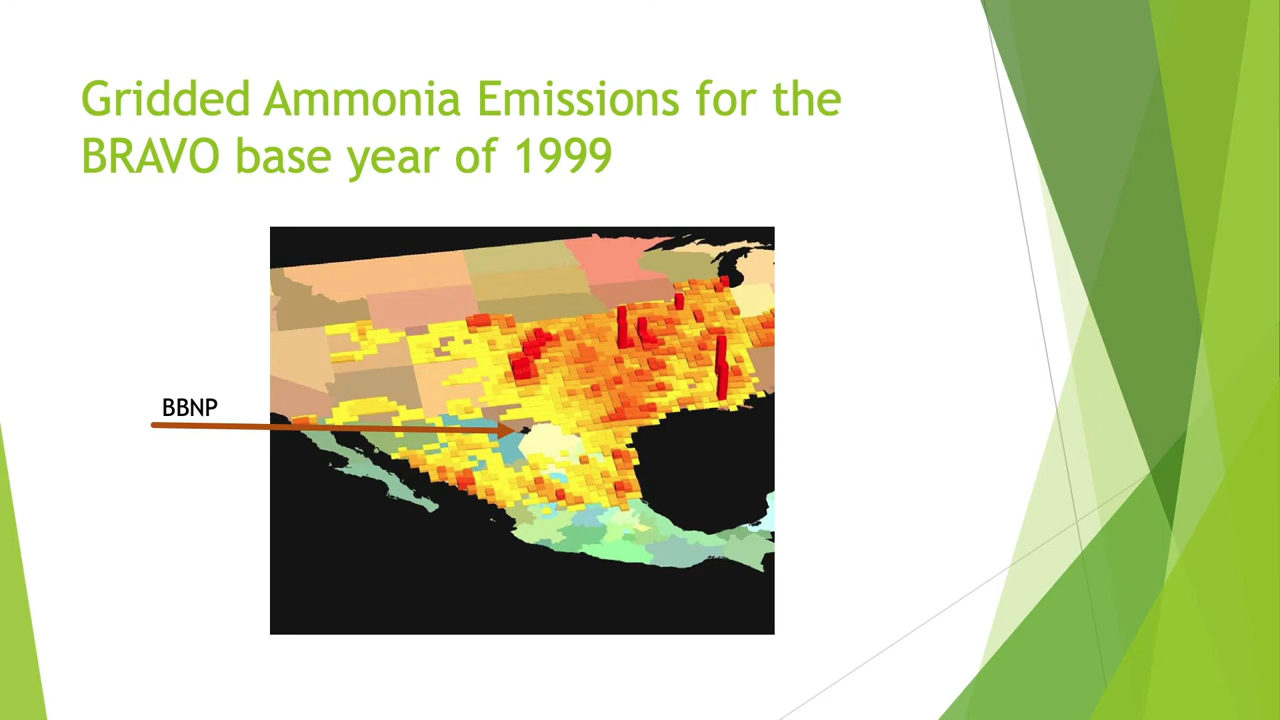 Gridded Ammonia Emissions for the
BRAVO base year of 1999
BBNP